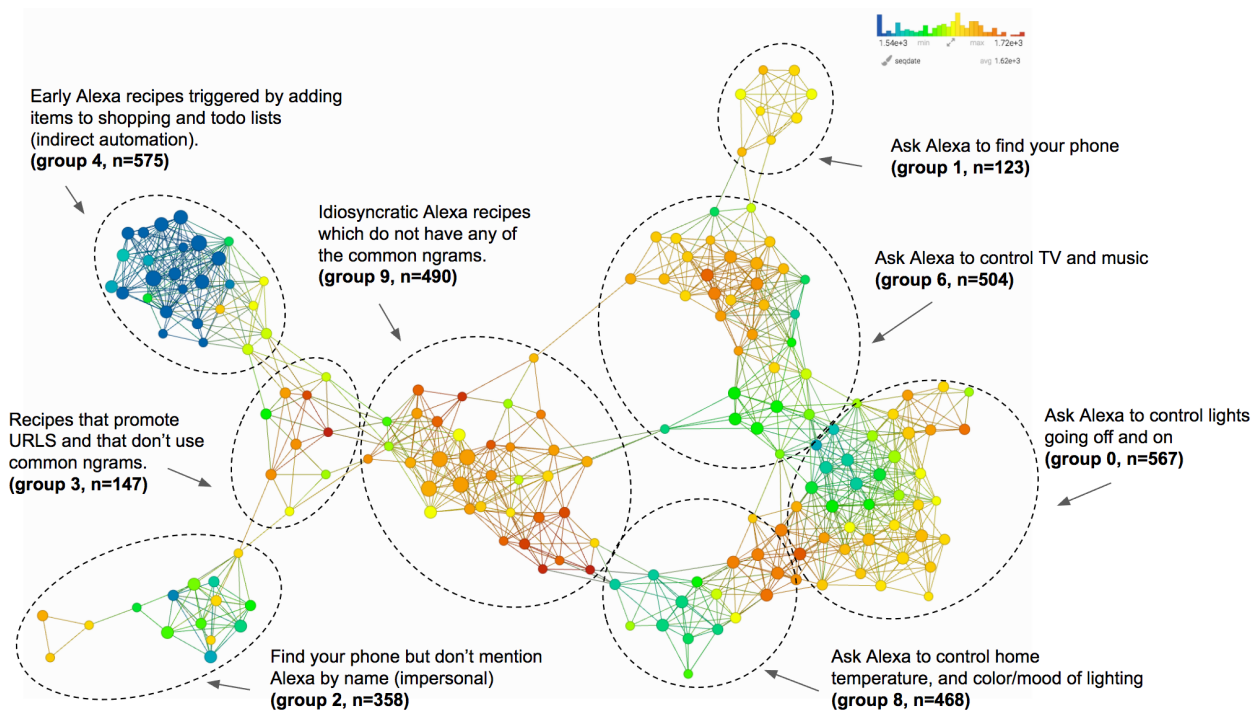 1.54e+3 min max 1.72e+3
seqdate avg 1.62e+3
Early Alexa recipes triggered by adding
items to shopping and todo lists
(indirect automation).
(group 4, n=575)
Ask Alexa to find your phone
(group 1, n=123)
Idiosyncratic Alexa recipes
which do not have any of
the common ngrams.
(group 9, n=490)
Ask Alexa to control TV and music
(group 6, n=504)
Recipes that promote
URLS and that don't use
common ngrams.
(group 3, n=147)
Ask Alexa to control lights
going off and on
(group 0, n=567)
Find your phone but don't mention
Alexa by name (impersonal)
(group 2, n=358)
Ask Alexa to control home
temperature, and color/mood of lighting
(group 8, n=468)